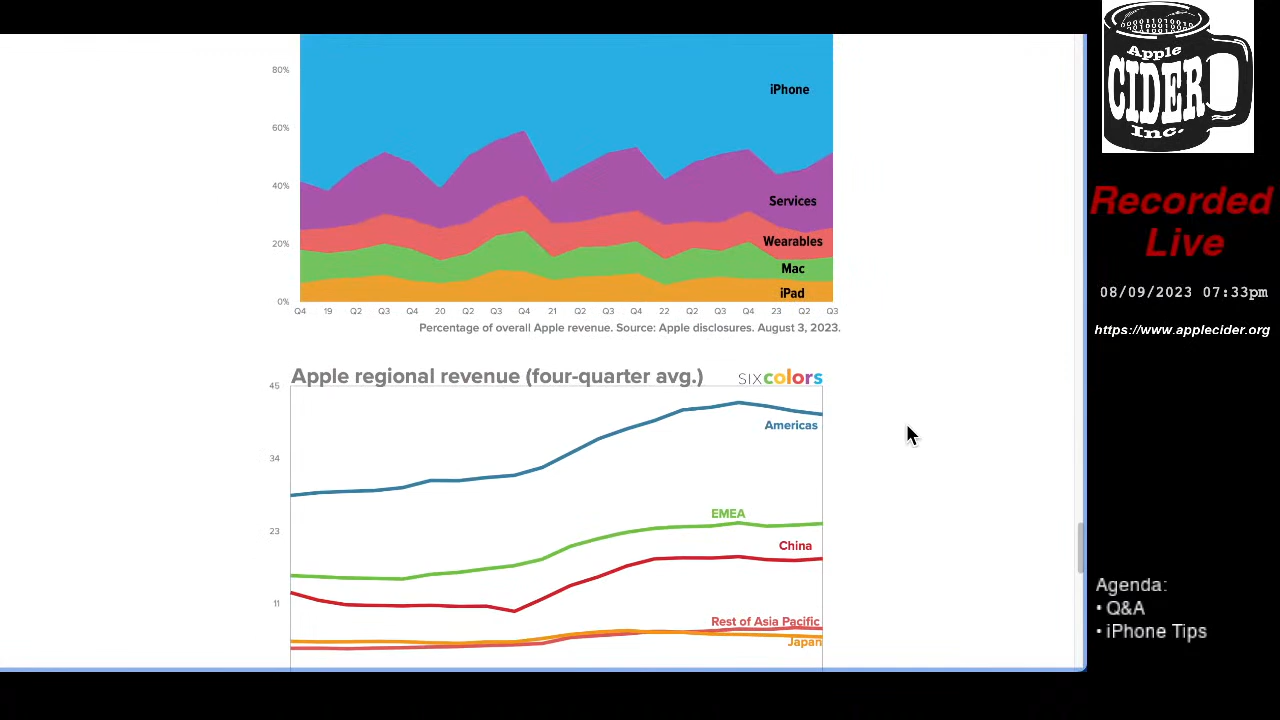 80%
60%
40%
20%
0%
iPhone
Services
Wearables
Mac
iPad
Q4 19 Q2 Q3 Q4 20 Q2 Q3 Q4 21 Q2 Q3 Q4 22 Q2 Q3 Q4 23 Q2 Q3
Percentage of overall Apple revenue. Source: Apple disclosures. August 3, 2023.
Apple regional revenue (four-quarter avg.)
SIXcolors
45
34
23
11
Americas
EMEA
China
Rest of Asia Pacific
Japan
Apple
CIDER
Inc.
Recorded
Live
08/09/2023 07:33pm
https://www.applecider.org
Agenda:
• Q&A
• iPhone Tips